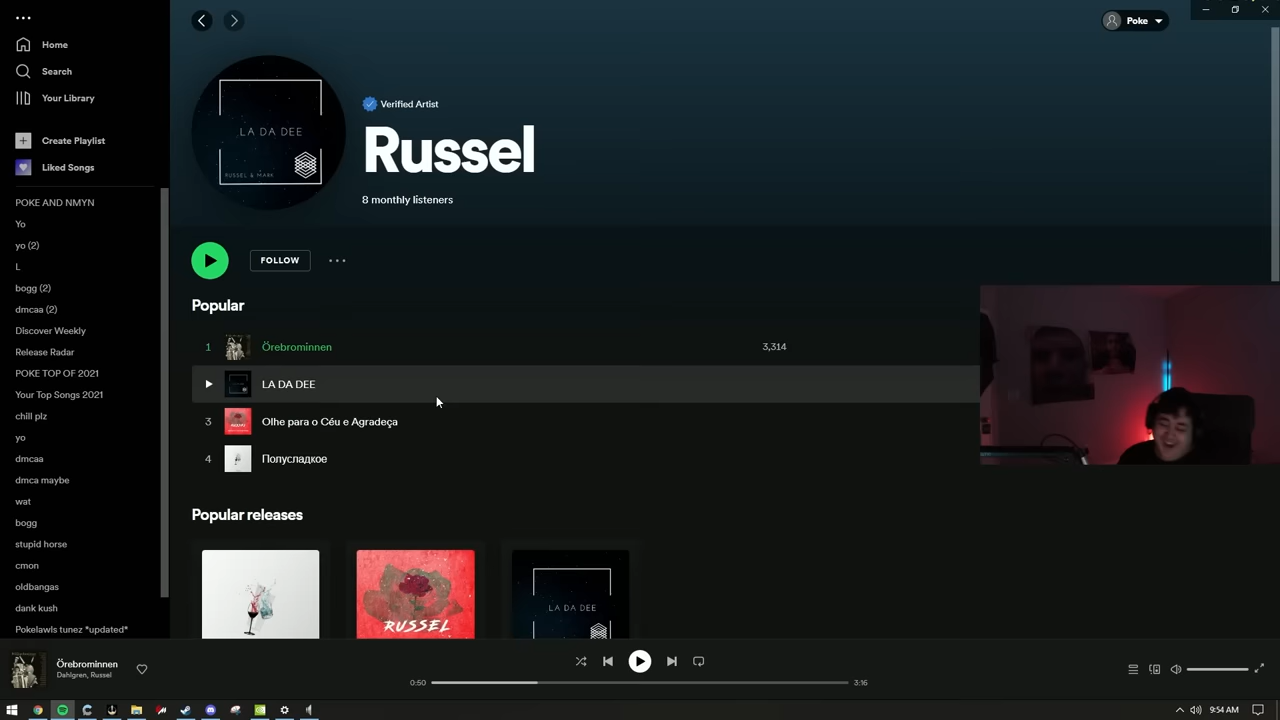 Home
Search
Your Library
Create Playlist
Liked Songs
POKE AND NMYN
Yo
yo (2)
L
bogg (2)
dmcaa (2)
Discover Weekly
Release Radar
POKE TOP OF 2021
Your Top Songs 2021
chill plz
yo
dmcaa
dmca maybe
wat
bogg
stupid horse
cmon
oldbangas
dank kush
Pokelawls tunez *updated*
Poke
LA DA DEE
RUSSEL & MARK
Verified Artist
Russel
8 monthly listeners
FOLLOW
Popular
1 Örebrominnen 3,314
LA DA DEE
3 Olhe para o Céu e Agradeça
4 Полусладкое
Popular releases
RUSSEL
LA DA DEE
Örebrominnen
Dahlgren, Russel
0:50
3:16
9:54 AM